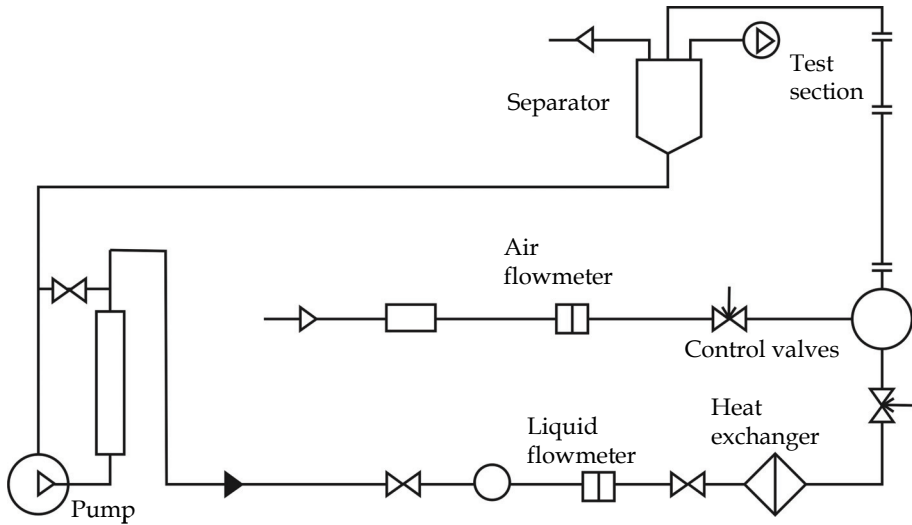 Test
section
Separator
Air
flowmeter
Control valves
Heat
exchanger
Liquid
flowmeter
Pump